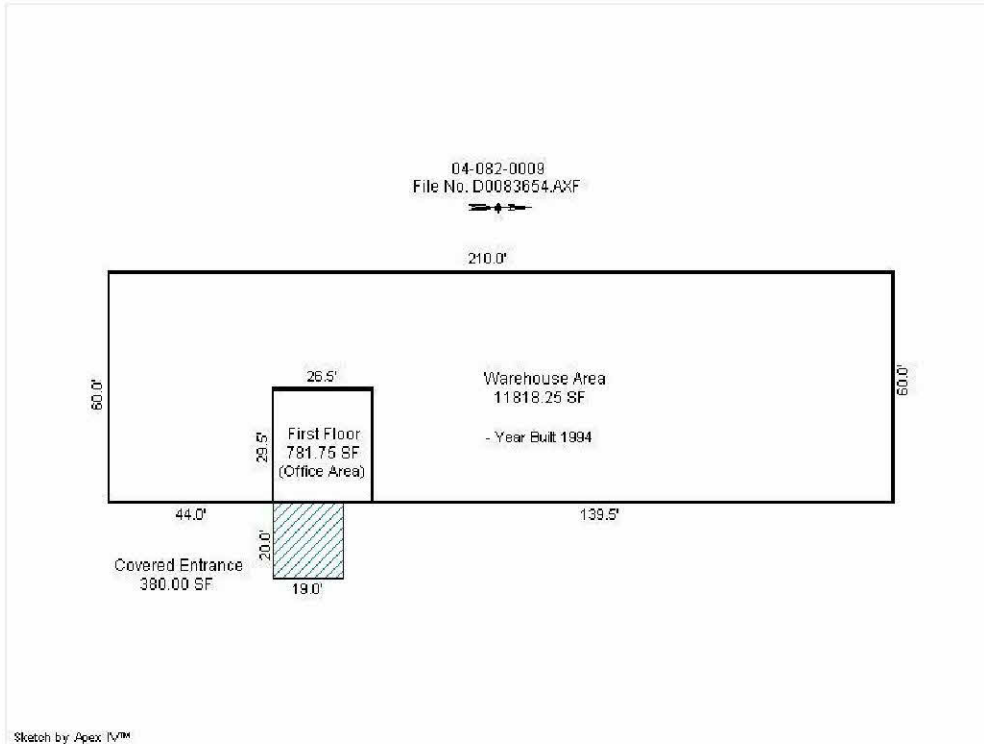 04-082-0009
File No. D0083654.AXF
210.0'
60.0'
60.0'
26.5'
Warehouse Area
11818.25 SF
- Year Built 1994
29.5'
First Floor
781.75 SF
(Office Area)
44.0'
139.5'
20.0'
Covered Entrance
380.00 SF
19.0'
Sketch by Apex IV™